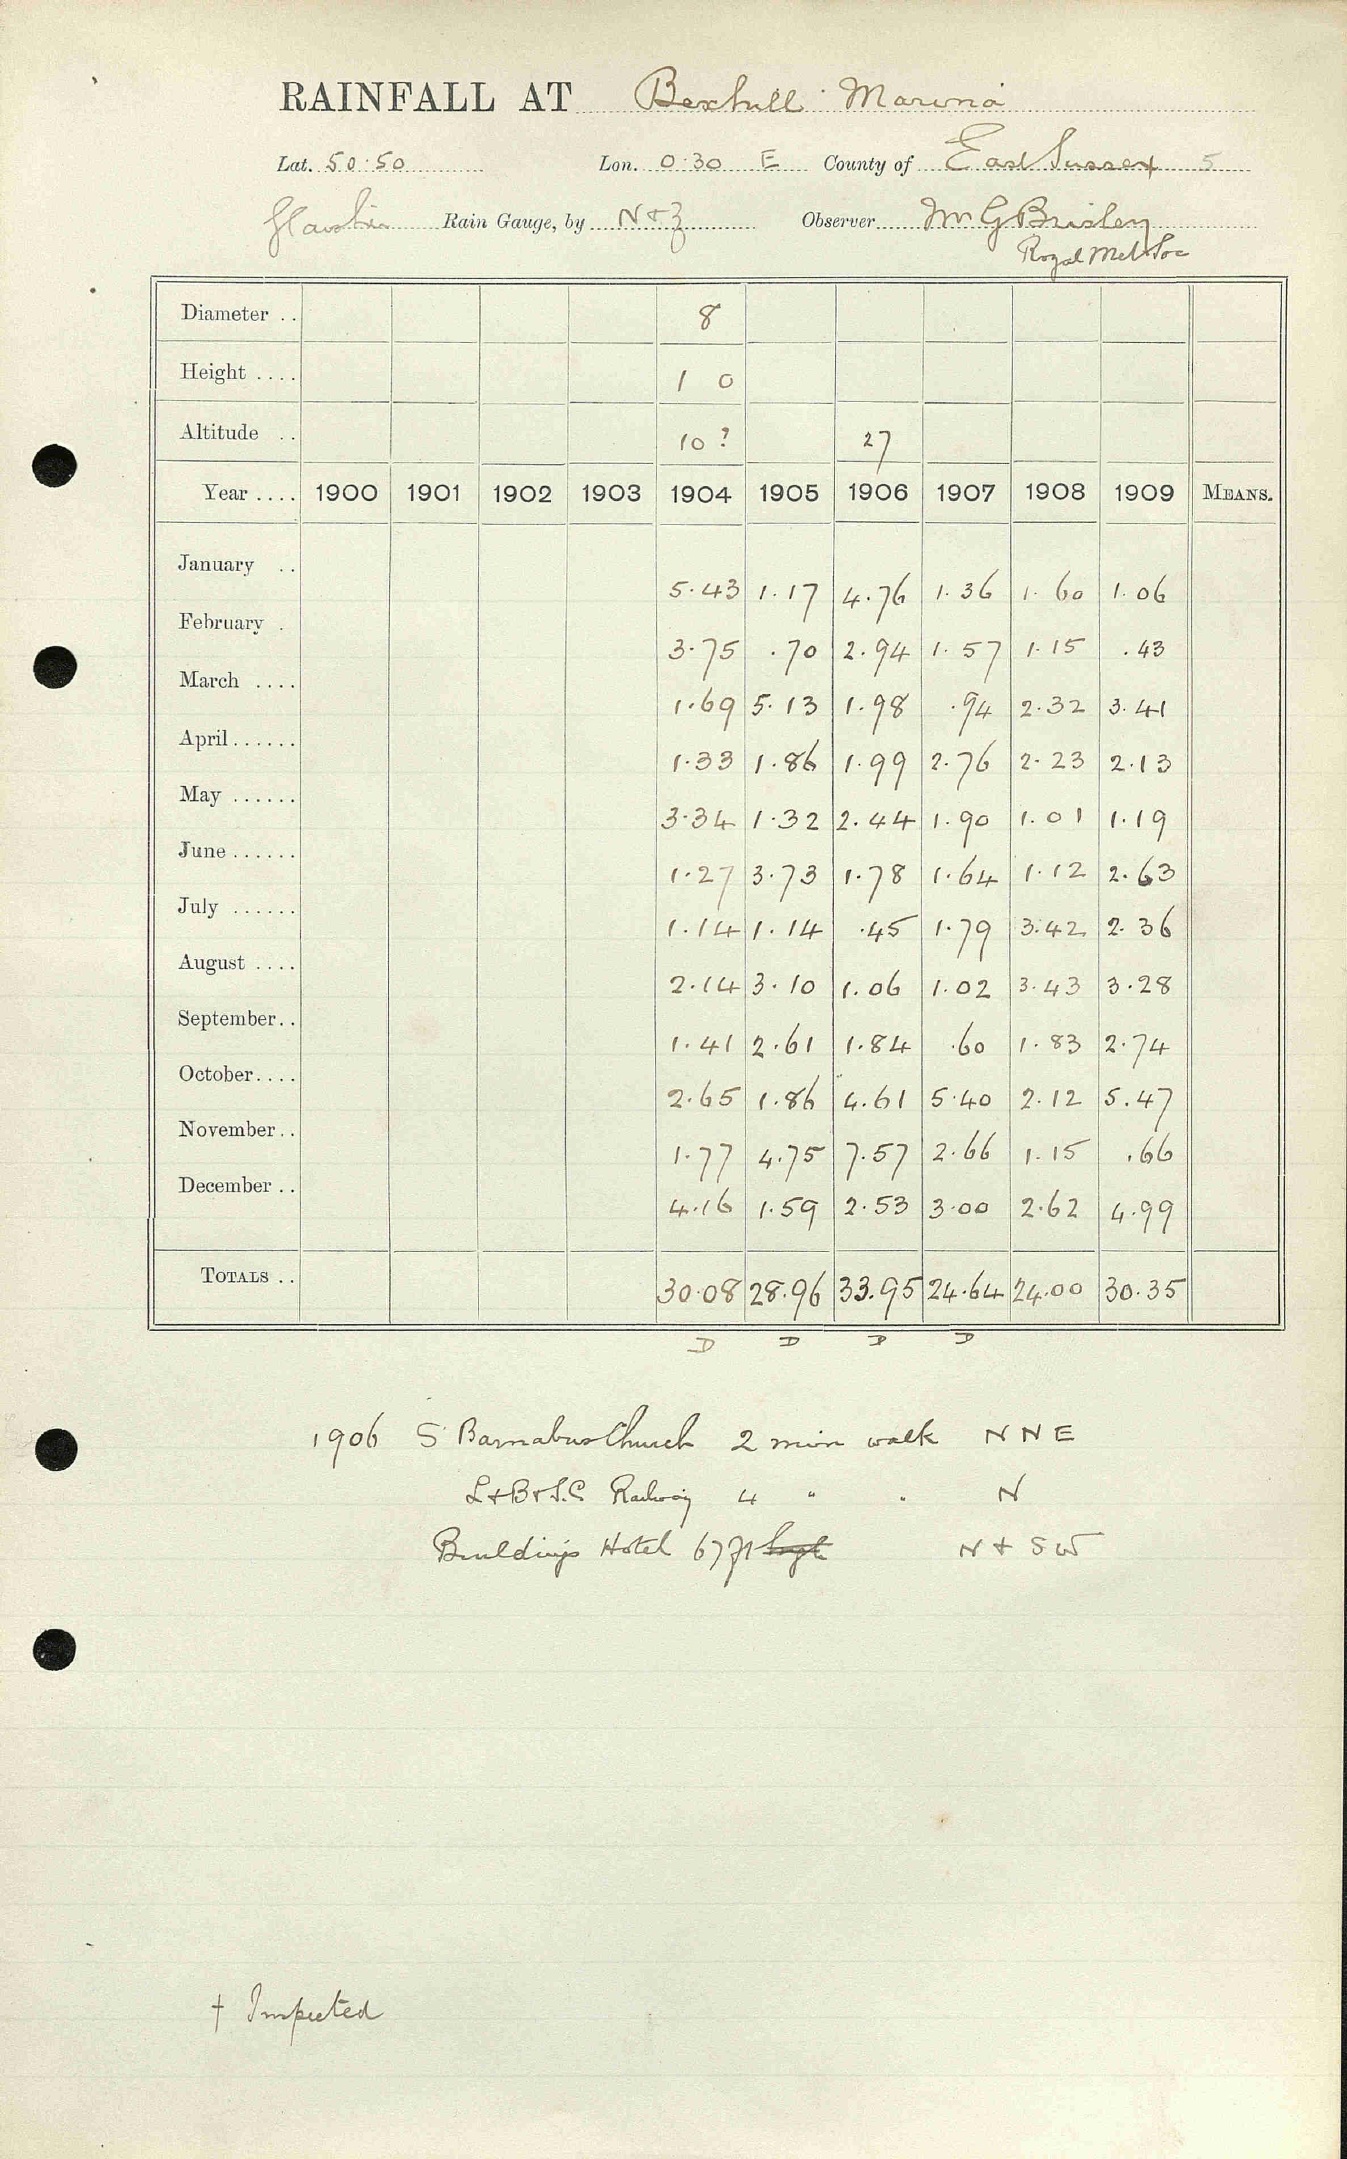 RAINFALL AT Bexhill Marina
Lat. 50.50 Lon. 0.30 E County of East Sussex 5
Rain Gauge, by N & Z Observer Mr G Brisley
Royal Met Soc
Diameter .. 8
Height .... 1 0
Altitude .. 10? 27
Year .... 1900 1901 1902 1903 1904 1905 1906 1907 1908 1909 MEANS.
January .. 5.43 1.17 4.76 1.36 1.60 1.06
February . 3.75 .70 2.94 1.57 1.15 .43
March .... 1.69 5.13 1.98 .94 2.32 3.41
April...... 1.33 1.86 1.99 2.76 2.23 2.13
May ...... 3.34 1.32 2.44 1.90 1.01 1.19
June...... 1.27 3.73 1.78 1.64 1.12 2.63
July ...... 1.14 1.14 .45 1.79 3.42 2.36
August .... 2.14 3.10 1.06 1.02 3.43 3.28
September.. 1.41 2.61 1.84 .60 1.83 2.74
October.... 2.65 1.86 4.61 5.40 2.12 5.47
November.. 1.77 4.75 7.57 2.66 1.15 .66
December .. 4.16 1.59 2.53 3.00 2.62 4.99
TOTALS .. 30.08 28.96 33.95 24.64 24.00 30.35
D D D D
1906 S Barnabus Church 2 min walk N N E
L & B & S.C. Railway 4 " " N
Buildings Hotel 67 ft N & SW
† Inspected